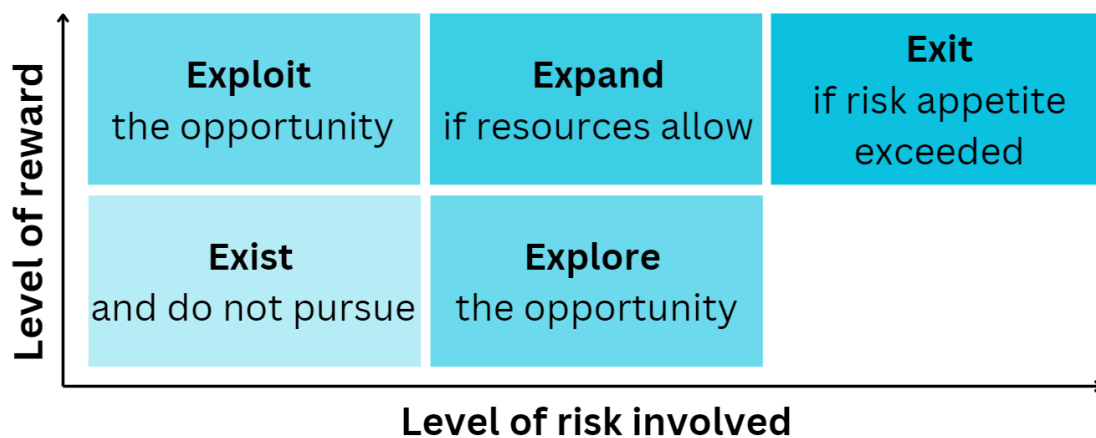 Level of reward
Exploit
the opportunity
Expand
if resources allow
Exit
if risk appetite
exceeded
Exist
and do not pursue
Explore
the opportunity
Level of risk involved